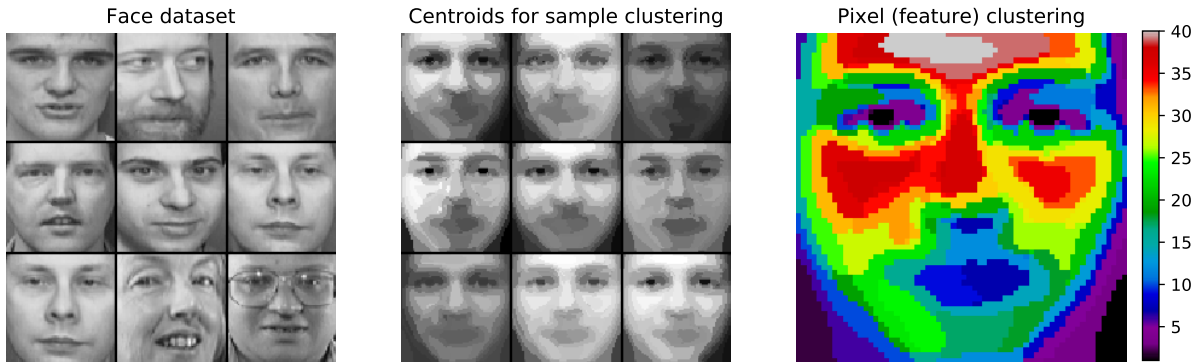 Face dataset
Centroids for sample clustering
Pixel (feature) clustering
40
35
30
25
20
15
10
5